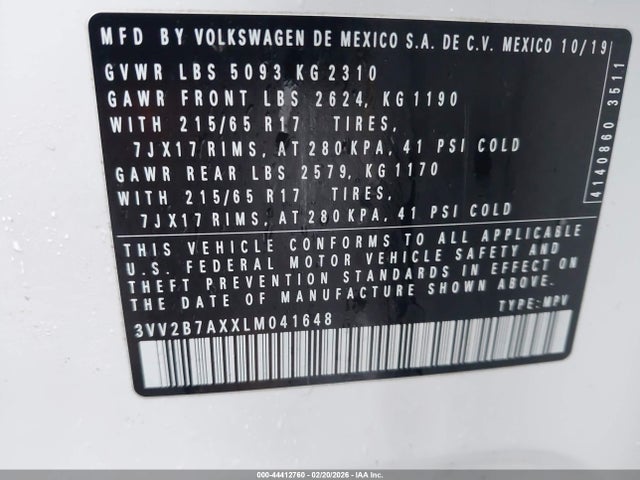 MFD BY VOLKSWAGEN DE MEXICO S.A. DE C.V. MEXICO 10/19
GVWR LBS 5093 KG 2310
GAWR FRONT LBS 2624, KG 1190
WITH 215/65 R17 TIRES,
7JX17 RIMS, AT 280 KPA, 41 PSI COLD
GAWR REAR LBS 2579, KG 1170
WITH 215/65 R17 TIRES,
7JX17 RIMS, AT 280 KPA, 41 PSI COLD
THIS VEHICLE CONFORMS TO ALL APPLICABLE
U.S. FEDERAL MOTOR VEHICLE SAFETY AND
THEFT PREVENTION STANDARDS IN EFFECT ON
THE DATE OF MANUFACTURE SHOWN ABOVE.
3VV2B7AXXLM041648 TYPE: MPV
4140860 3511
000-44412760 - 02/20/2026 - IAAI Inc.